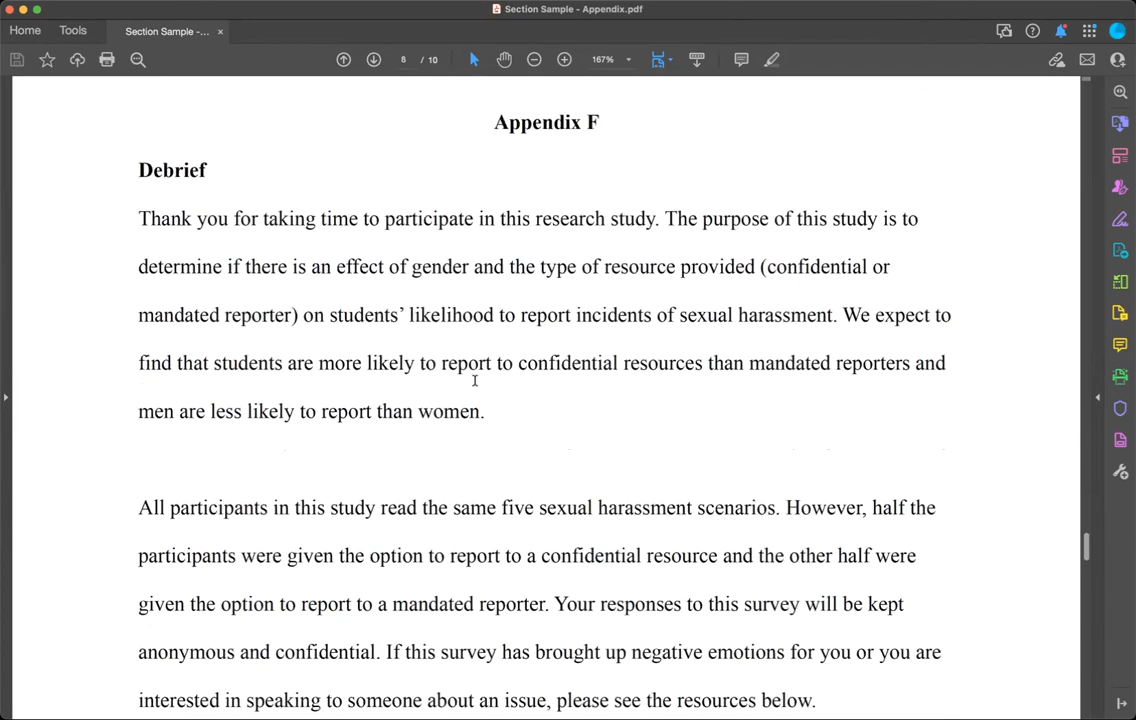 Section Sample - Appendix.pdf
Home Tools Section Sample -... ×
8 / 10 167%
Appendix F
Debrief
Thank you for taking time to participate in this research study. The purpose of this study is to
determine if there is an effect of gender and the type of resource provided (confidential or
mandated reporter) on students’ likelihood to report incidents of sexual harassment. We expect to
find that students are more likely to report to confidential resources than mandated reporters and
men are less likely to report than women.
All participants in this study read the same five sexual harassment scenarios. However, half the
participants were given the option to report to a confidential resource and the other half were
given the option to report to a mandated reporter. Your responses to this survey will be kept
anonymous and confidential. If this survey has brought up negative emotions for you or you are
interested in speaking to someone about an issue, please see the resources below.